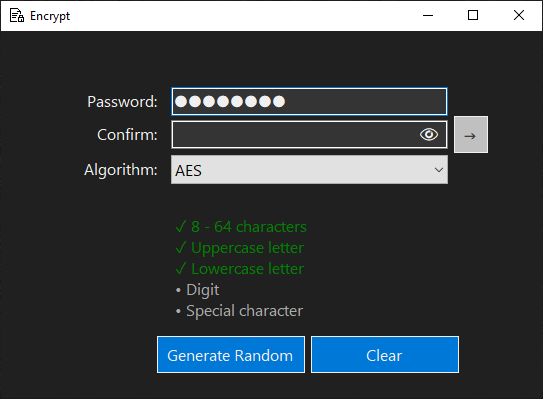 Encrypt
Password: ●●●●●●●●
Confirm: →
Algorithm: AES
✓ 8 - 64 characters
✓ Uppercase letter
✓ Lowercase letter
• Digit
• Special character
Generate Random Clear